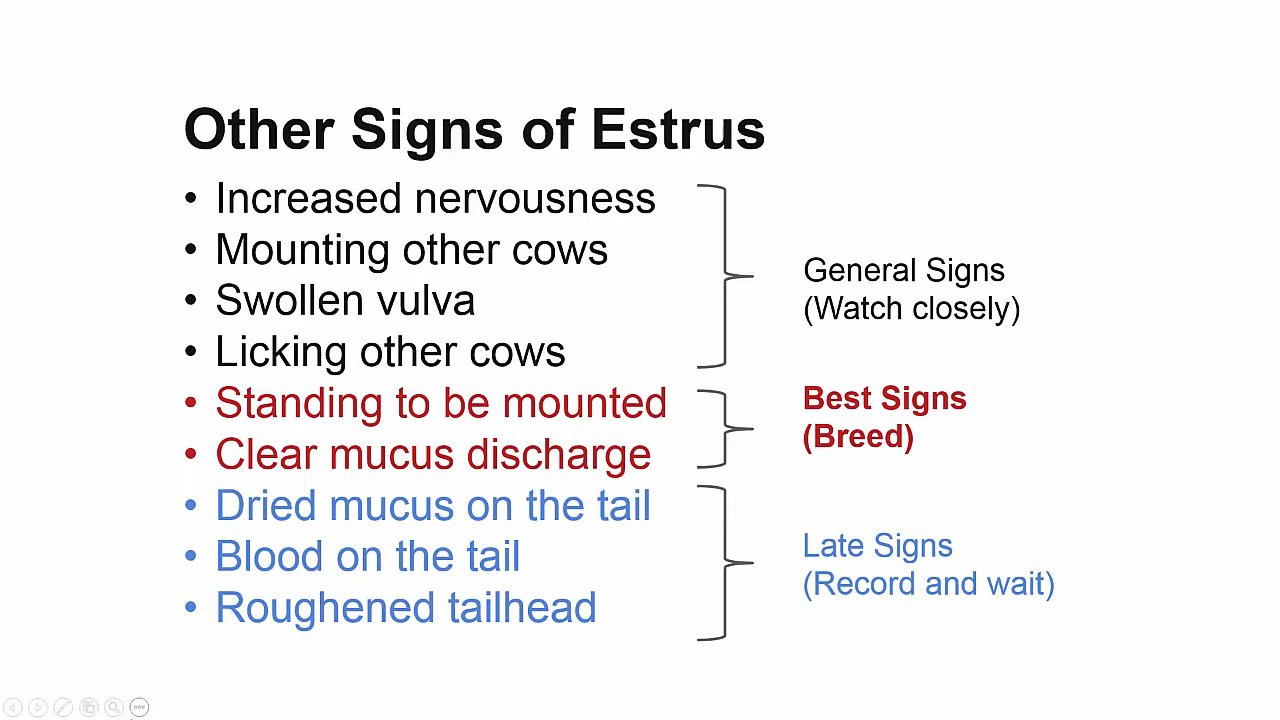 Other Signs of Estrus
• Increased nervousness
• Mounting other cows
• Swollen vulva
• Licking other cows
General Signs
(Watch closely)
• Standing to be mounted
• Clear mucus discharge
Best Signs
(Breed)
• Dried mucus on the tail
• Blood on the tail
• Roughened tailhead
Late Signs
(Record and wait)